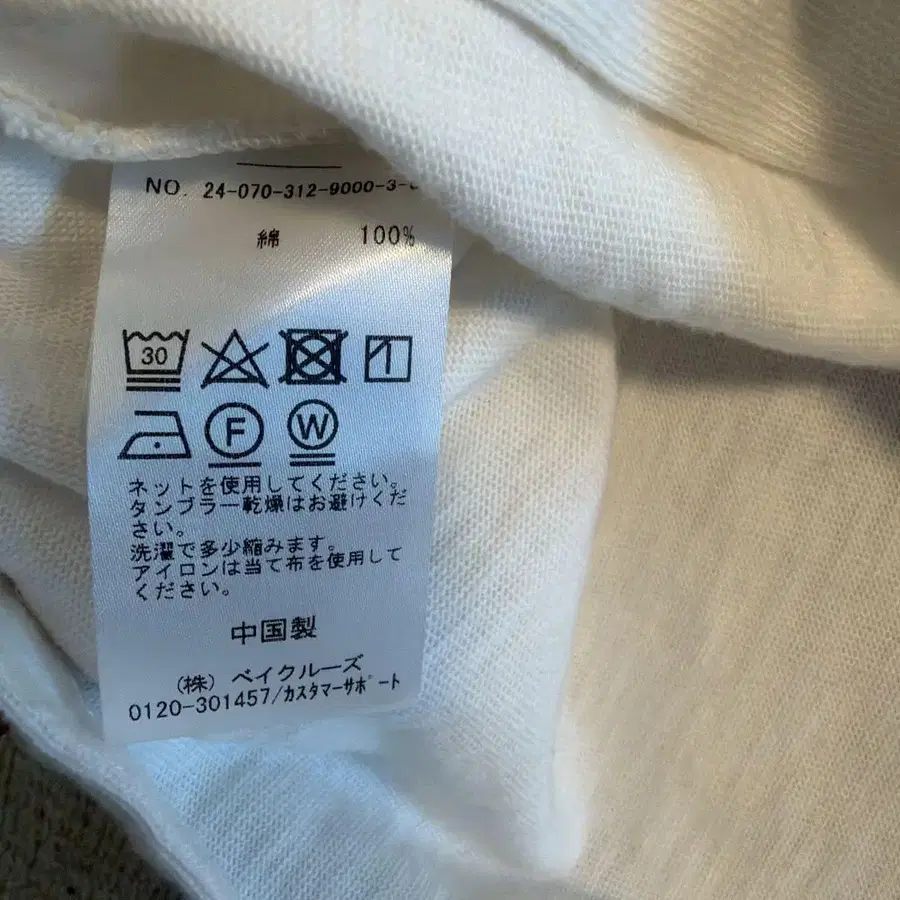 NO. 24-070-312-9000-3-
綿 100%
30
F W
ネットを使用してください。
タンブラー乾燥はお避けくだ
さい。
洗濯で多少縮みます。
アイロンは当て布を使用して
ください。
中国製
(株) ベイクルーズ
0120-301457/カスタマーサポート